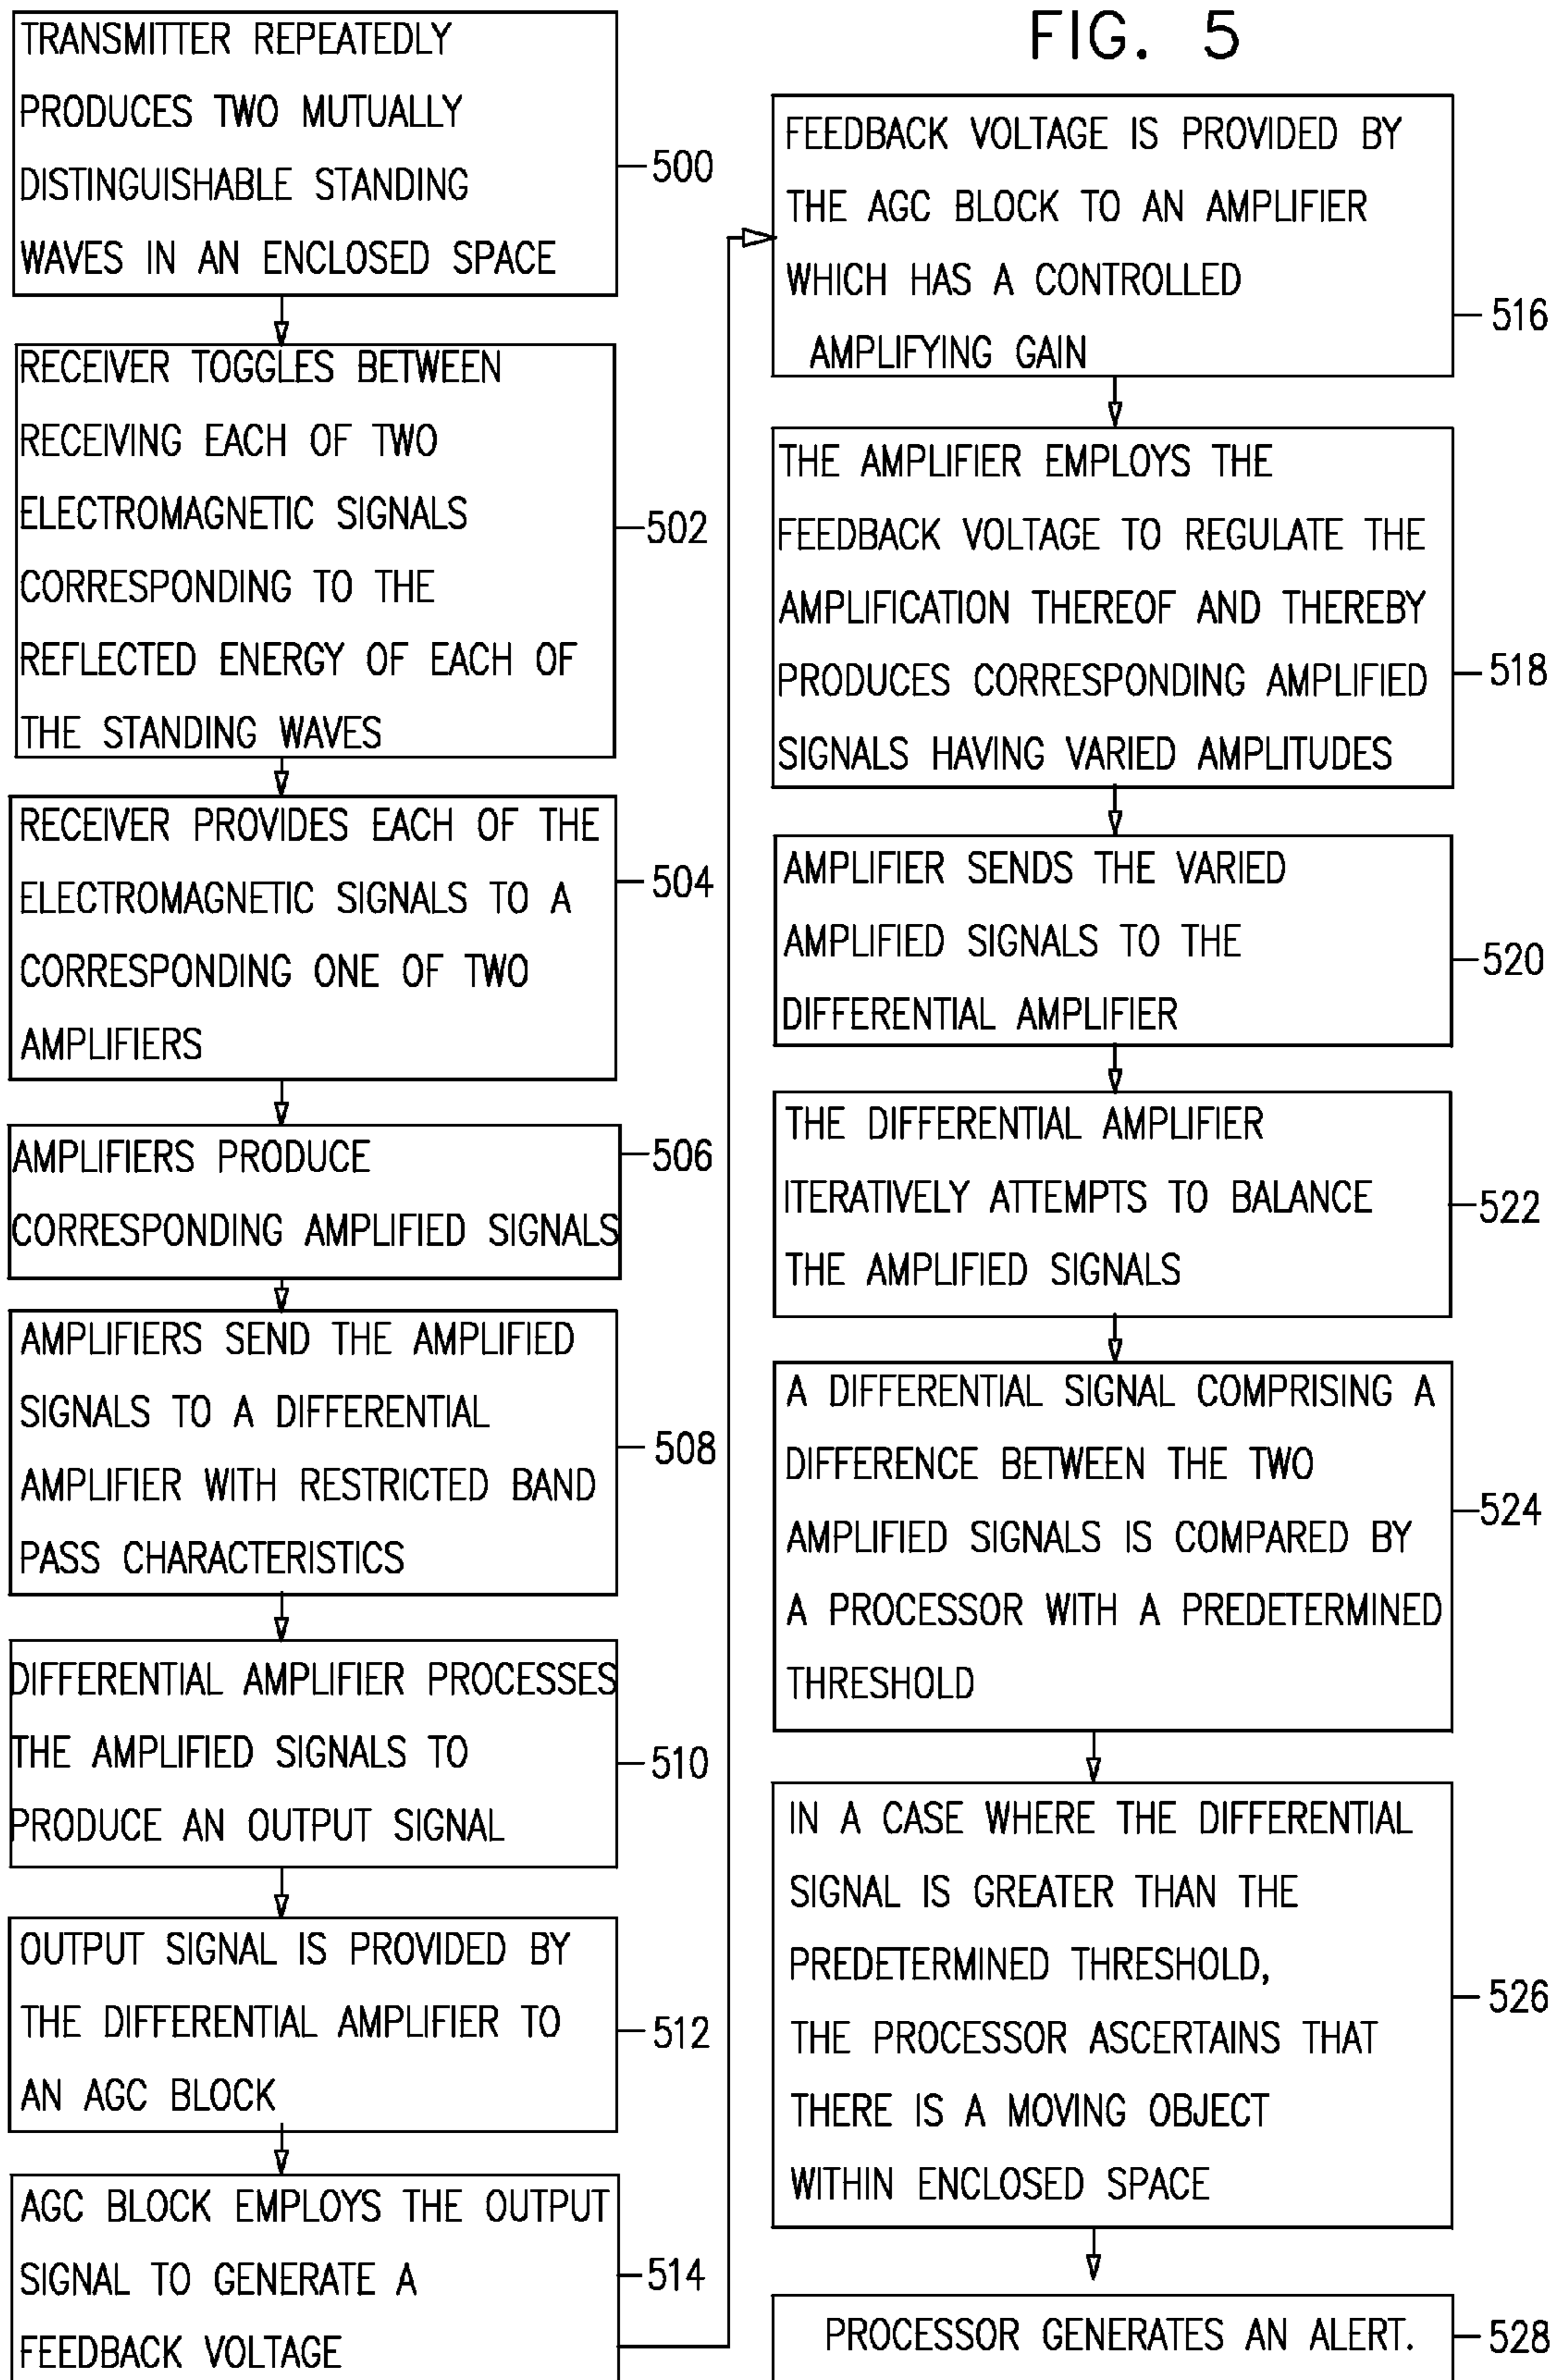 FIG. 5
TRANSMITTER REPEATEDLY
PRODUCES TWO MUTUALLY
DISTINGUISHABLE STANDING
WAVES IN AN ENCLOSED SPACE
500
RECEIVER TOGGLES BETWEEN
RECEIVING EACH OF TWO
ELECTROMAGNETIC SIGNALS
CORRESPONDING TO THE
REFLECTED ENERGY OF EACH OF
THE STANDING WAVES
502
RECEIVER PROVIDES EACH OF THE
ELECTROMAGNETIC SIGNALS TO A
CORRESPONDING ONE OF TWO
AMPLIFIERS
504
AMPLIFIERS PRODUCE
CORRESPONDING AMPLIFIED SIGNALS
506
AMPLIFIERS SEND THE AMPLIFIED
SIGNALS TO A DIFFERENTIAL
AMPLIFIER WITH RESTRICTED BAND
PASS CHARACTERISTICS
508
DIFFERENTIAL AMPLIFIER PROCESSES
THE AMPLIFIED SIGNALS TO
PRODUCE AN OUTPUT SIGNAL
510
OUTPUT SIGNAL IS PROVIDED BY
THE DIFFERENTIAL AMPLIFIER TO
AN AGC BLOCK
512
AGC BLOCK EMPLOYS THE OUTPUT
SIGNAL TO GENERATE A
FEEDBACK VOLTAGE
514
FEEDBACK VOLTAGE IS PROVIDED BY
THE AGC BLOCK TO AN AMPLIFIER
WHICH HAS A CONTROLLED
AMPLIFYING GAIN
516
THE AMPLIFIER EMPLOYS THE
FEEDBACK VOLTAGE TO REGULATE THE
AMPLIFICATION THEREOF AND THEREBY
PRODUCES CORRESPONDING AMPLIFIED
SIGNALS HAVING VARIED AMPLITUDES
518
AMPLIFIER SENDS THE VARIED
AMPLIFIED SIGNALS TO THE
DIFFERENTIAL AMPLIFIER
520
THE DIFFERENTIAL AMPLIFIER
ITERATIVELY ATTEMPTS TO BALANCE
THE AMPLIFIED SIGNALS
522
A DIFFERENTIAL SIGNAL COMPRISING A
DIFFERENCE BETWEEN THE TWO
AMPLIFIED SIGNALS IS COMPARED BY
A PROCESSOR WITH A PREDETERMINED
THRESHOLD
524
IN A CASE WHERE THE DIFFERENTIAL
SIGNAL IS GREATER THAN THE
PREDETERMINED THRESHOLD,
THE PROCESSOR ASCERTAINS THAT
THERE IS A MOVING OBJECT
WITHIN ENCLOSED SPACE
526
PROCESSOR GENERATES AN ALERT.
528